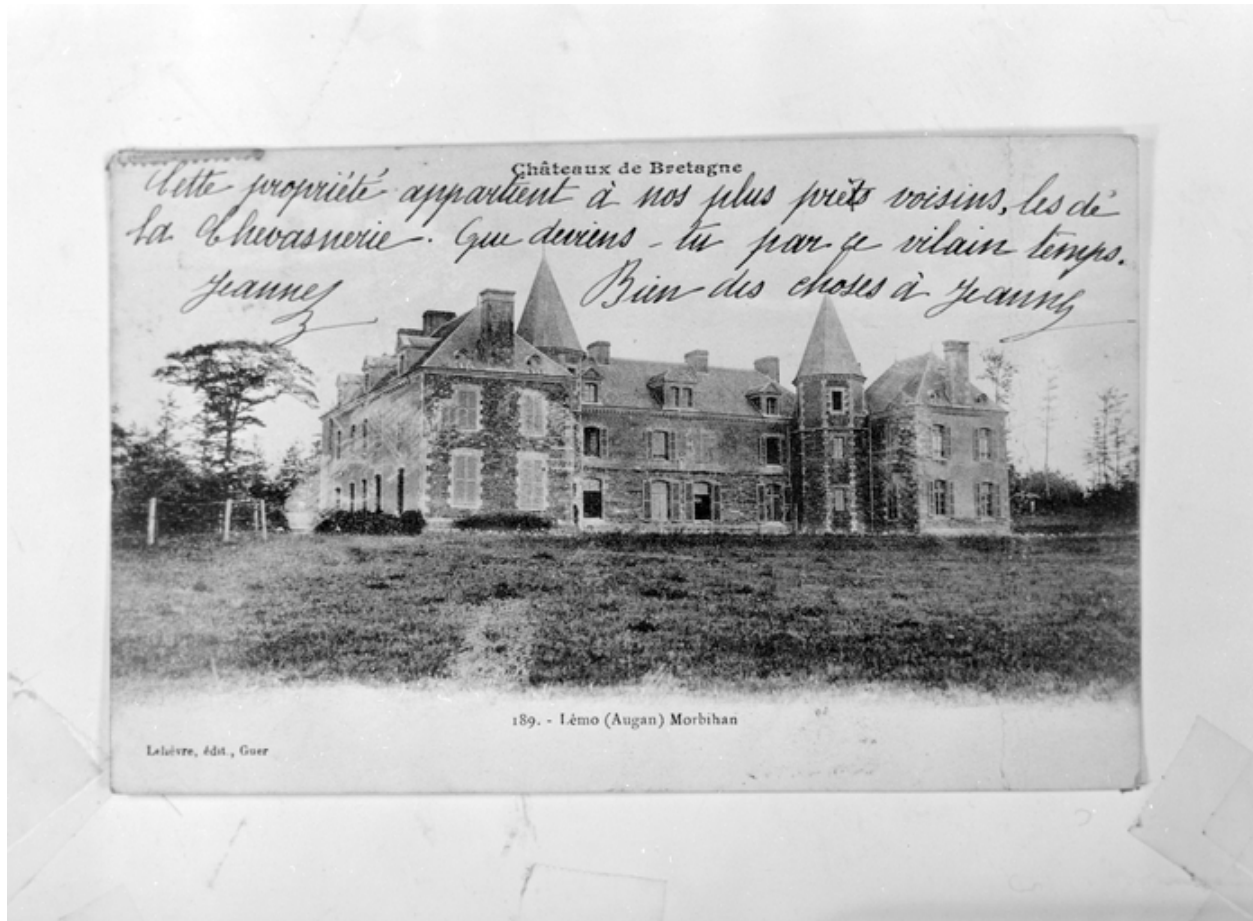 Châteaux de Bretagne
Cette propriété appartient à nos plus près voisins, les de
La Chevasnerie. Que deviens-tu par ce vilain temps.
Jeanne Bien des choses à Jeanne
189. - Lémo (Augan) Morbihan
Lelièvre, édit., Guer